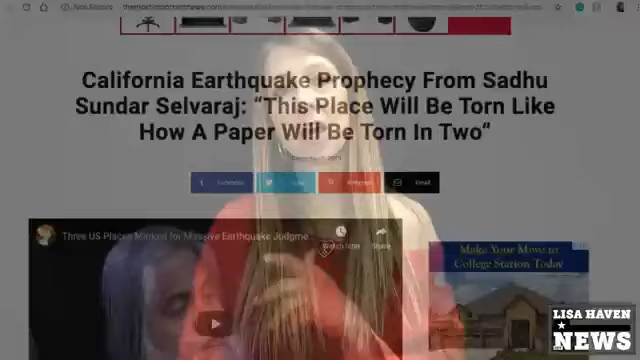 Not Secure
California Earthquake Prophecy From Sadhu
Sundar Selvaraj: “This Place Will Be Torn Like
How A Paper Will Be Torn In Two“
Facebook
Email
Three US Places Marked for Massive Earthquake Judgme...
Watch later
Share
Make Your Move to
College Station Today
LISA HAVEN
NEWS